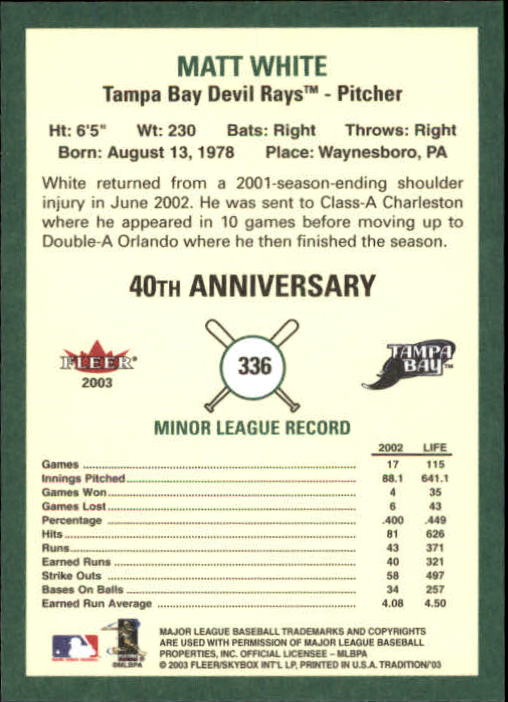 MATT WHITE
Tampa Bay Devil Rays™ - Pitcher
Ht: 6'5" Wt: 230 Bats: Right Throws: Right
Born: August 13, 1978 Place: Waynesboro, PA
White returned from a 2001-season-ending shoulder
injury in June 2002. He was sent to Class-A Charleston
where he appeared in 10 games before moving up to
Double-A Orlando where he then finished the season.
40TH ANNIVERSARY
FLEER®
2003
336
TAMPA BAY™
MINOR LEAGUE RECORD
2002 LIFE
Games 17 115
Innings Pitched 88.1 641.1
Games Won 4 35
Games Lost 6 43
Percentage .400 .449
Hits 81 626
Runs 43 371
Earned Runs 40 321
Strike Outs 58 497
Bases On Balls 34 257
Earned Run Average 4.08 4.50
MAJOR LEAGUE BASEBALL TRADEMARKS AND COPYRIGHTS
ARE USED WITH PERMISSION OF MAJOR LEAGUE BASEBALL
PROPERTIES, INC. OFFICIAL LICENSEE - MLBPA
©MLBPA
© 2003 FLEER/SKYBOX INT'L LP, PRINTED IN U.S.A. TRADITION/'03